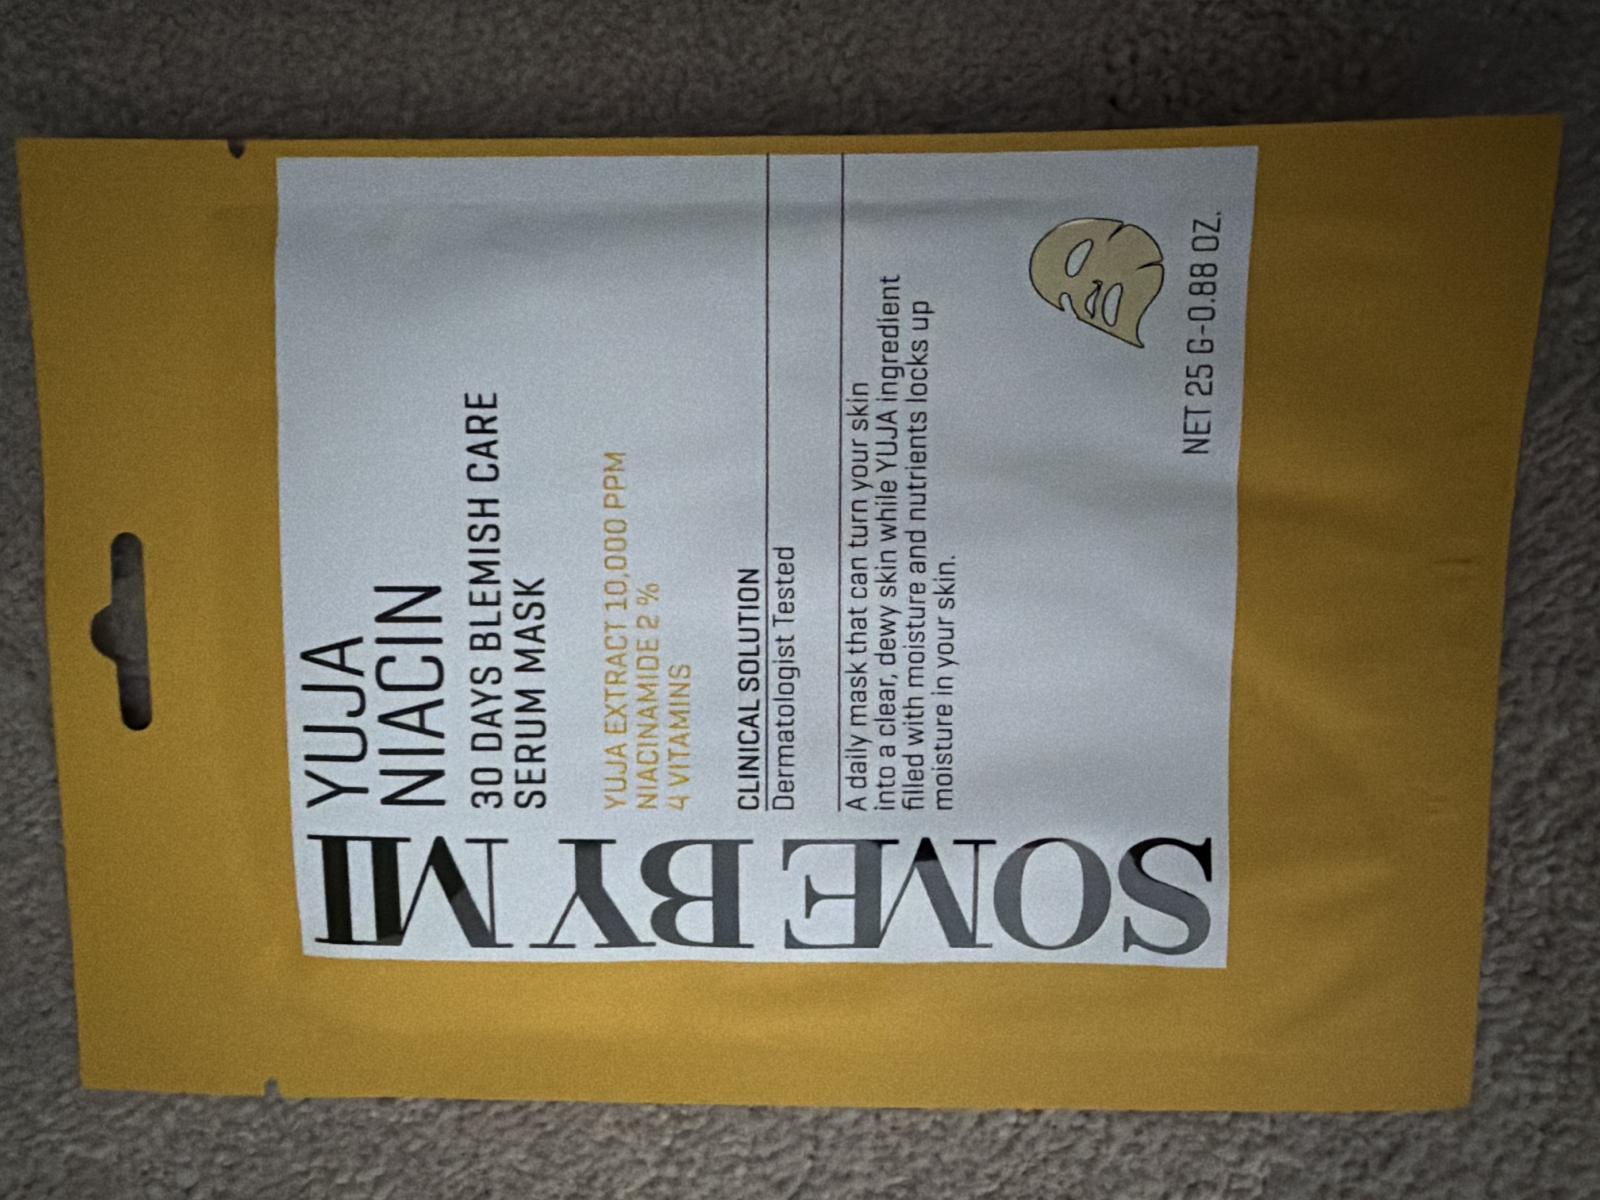 SOME BY MI
YUJA
NIACIN
30 DAYS BLEMISH CARE
SERUM MASK
YUJA EXTRACT 10,000 PPM
NIACINAMIDE 2 %
4 VITAMINS
CLINICAL SOLUTION
Dermatologist Tested
A daily mask that can turn your skin
into a clear, dewy skin while YUJA ingredient
filled with moisture and nutrients locks up
moisture in your skin.
NET 25 G-0.88 OZ.